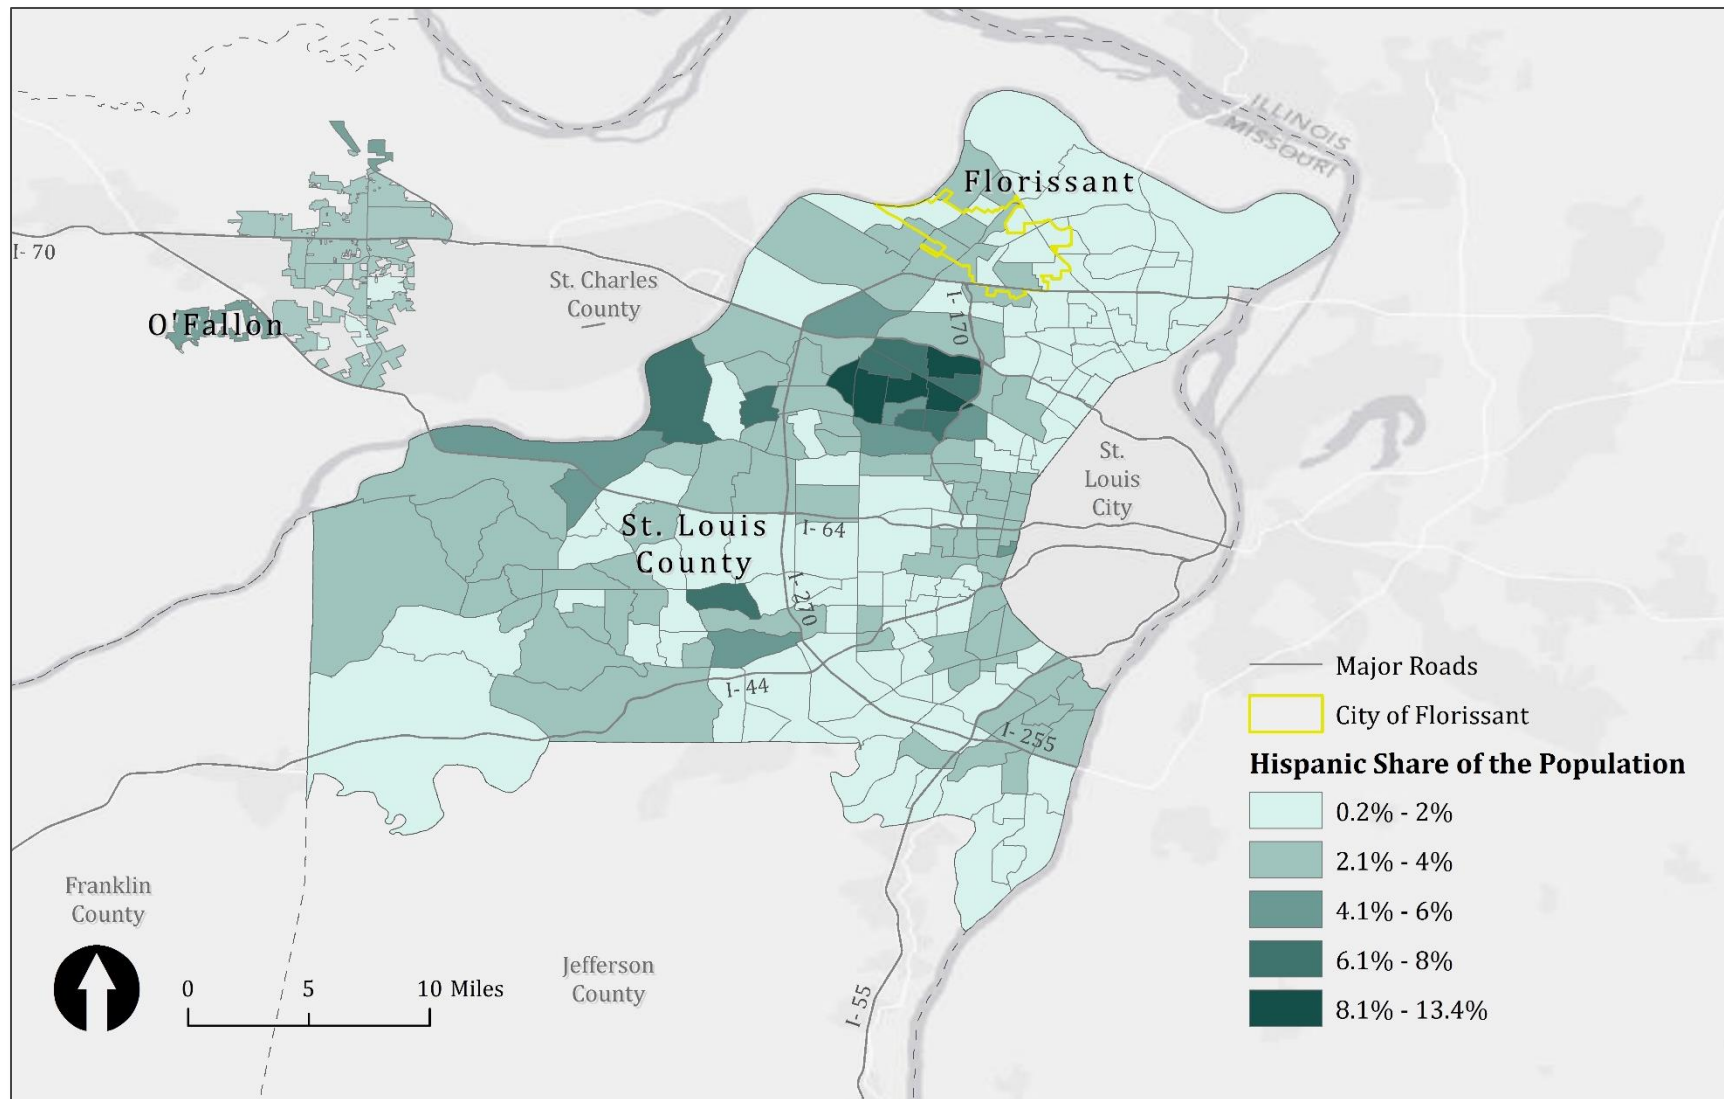 ILLINOIS
MISSOURI
Florissant
I- 70
St. Charles
County
O'Fallon
I- 170
St.
Louis
City
St. Louis
County
I- 64
I- 270
I- 44
I- 255
I- 55
Franklin
County
Jefferson
County
0 5 10 Miles
Major Roads
City of Florissant
Hispanic Share of the Population
0.2% - 2%
2.1% - 4%
4.1% - 6%
6.1% - 8%
8.1% - 13.4%